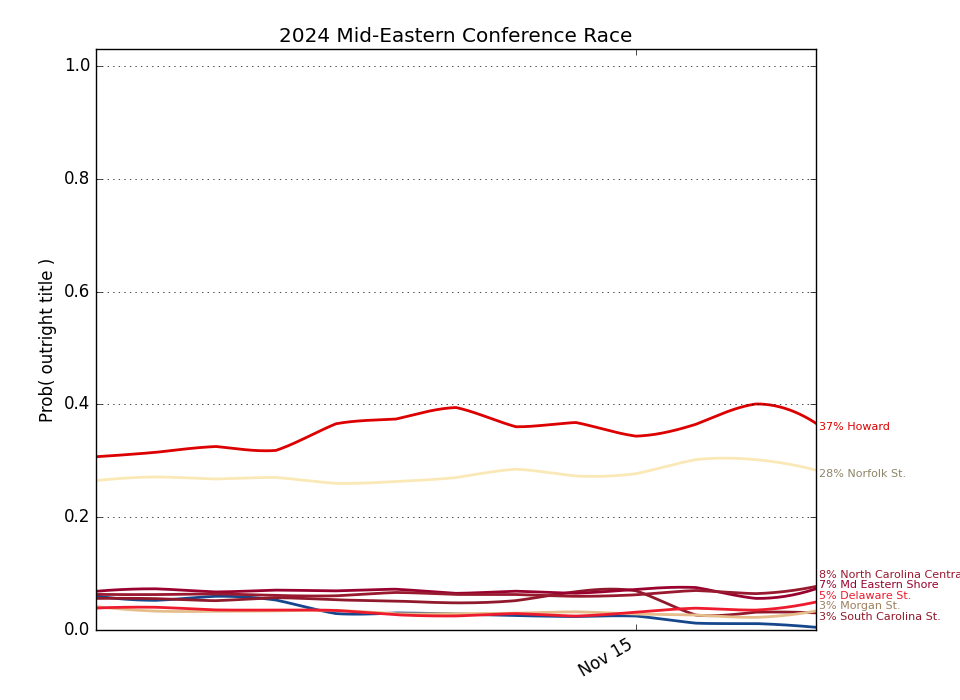 2024 Mid-Eastern Conference Race
Prob( outright title )
1.0
0.8
0.6
0.4
0.2
0.0
Nov 15
37% Howard
28% Norfolk St.
8% North Carolina Centra
7% Md Eastern Shore
5% Delaware St.
3% Morgan St.
3% South Carolina St.